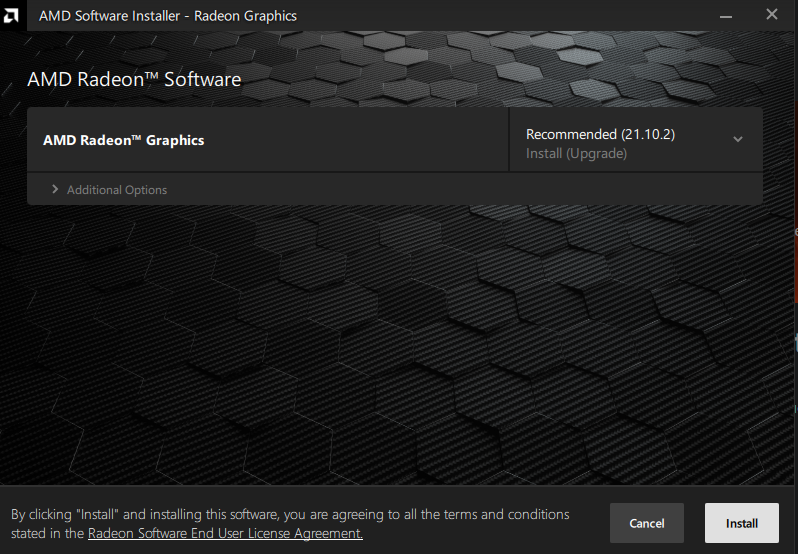 AMD Software Installer - Radeon Graphics
AMD Radeon™ Software
AMD Radeon™ Graphics
Recommended (21.10.2)
Install (Upgrade)
Additional Options
By clicking "Install" and installing this software, you are agreeing to all the terms and conditions
stated in the Radeon Software End User License Agreement.
Cancel
Install